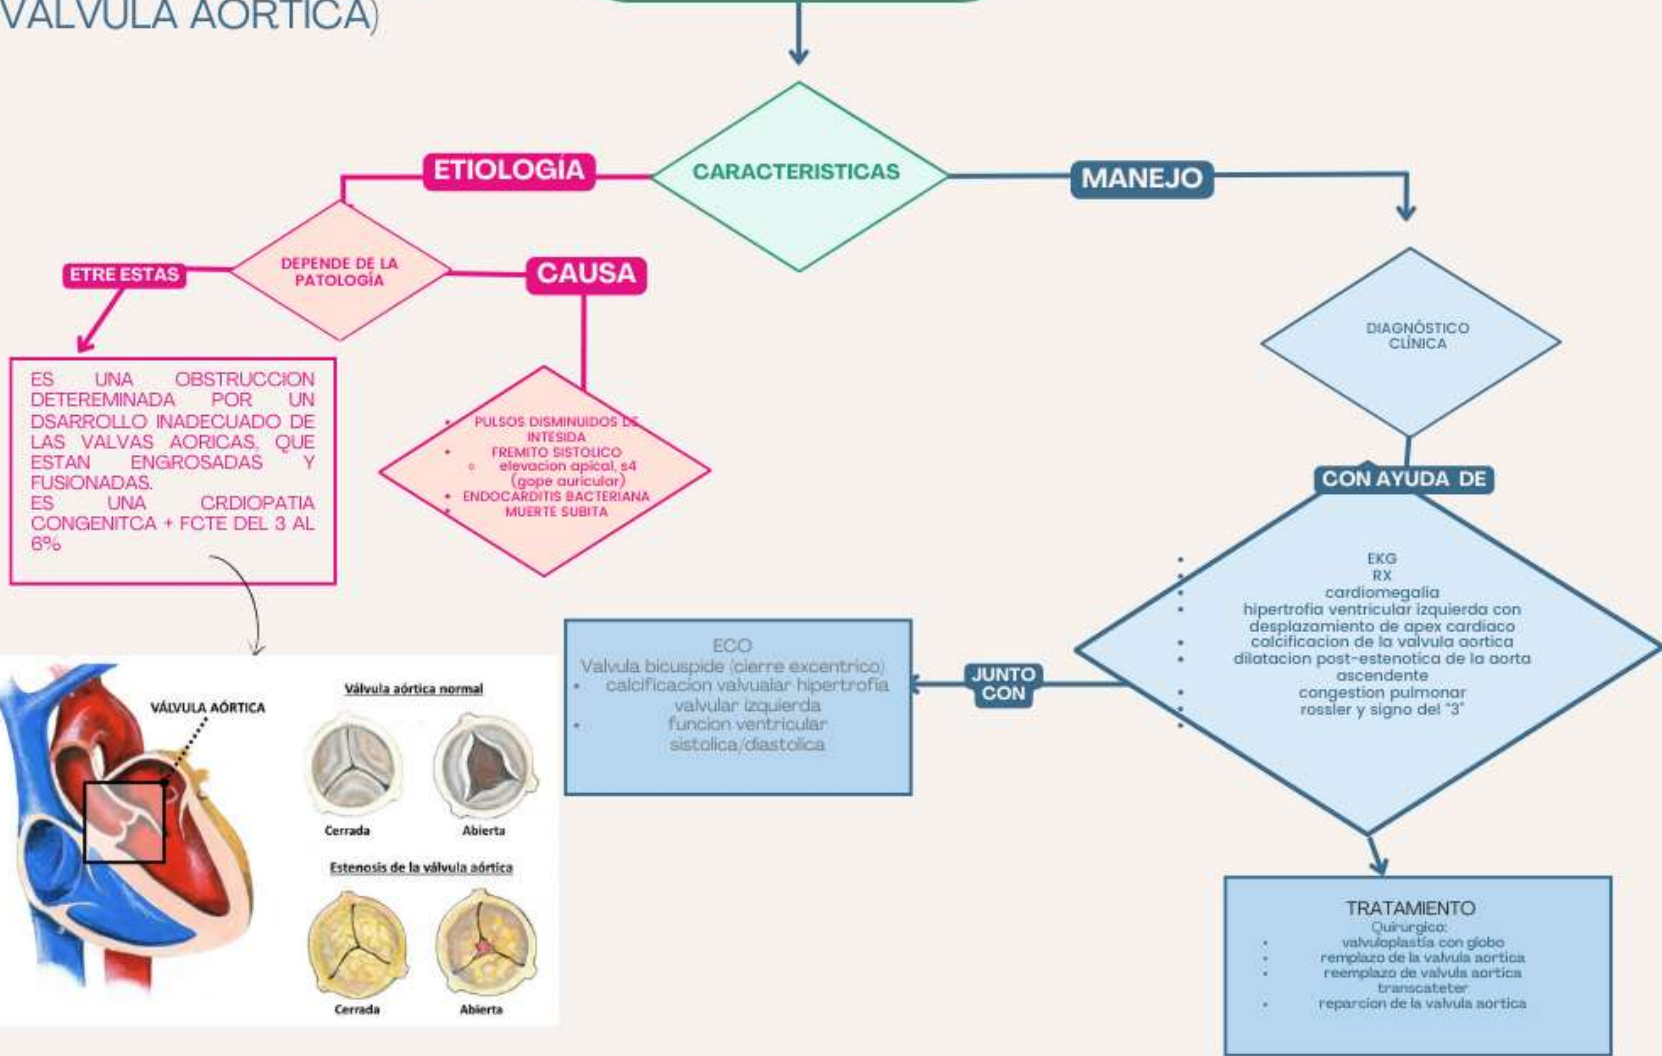 VALVULA AORTICA)
CARACTERISTICAS
ETIOLOGÍA
MANEJO
DEPENDE DE LA
PATOLOGÍA
ETRE ESTAS
CAUSA
ES UNA OBSTRUCCION
DETEREMINADA POR UN
DSARROLLO INADECUADO DE
LAS VALVAS AORICAS, QUE
ESTAN ENGROSADAS Y
FUSIONADAS.
ES UNA CRDIOPATIA
CONGENITCA + FCTE DEL 3 AL
6%
• PULSOS DISMINUIDOS DE
INTESIDA
• FREMITO SISTOLICO
○ elevacion apical, s4
(gope auricular)
• ENDOCARDITIS BACTERIANA
• MUERTE SUBITA
DIAGNÓSTICO
CLÍNICA
CON AYUDA DE
• EKG
• RX
• cardiomegalia
• hipertrofia ventricular izquierda con
desplazamiento de apex cardiaco
• calcificacion de la valvula aortica
• dilatacion post-estenotica de la aorta
ascendente
• congestion pulmonar
• rossler y signo del "3"
JUNTO
CON
ECO
Valvula bicuspide (cierre excentrico)
• calcificacion valvualar hipertrofia
valvular izquierda
• funcion ventricular
sistolica/diastolica
TRATAMIENTO
Quirurgico:
• valvuloplastia con globo
• remplazo de la valvula aortica
• reemplazo de valvula aortica
transcateter
• reparcion de la valvula aortica
VÁLVULA AÓRTICA
Válvula aórtica normal
Cerrada Abierta
Estenosis de la válvula aórtica
Cerrada Abierta